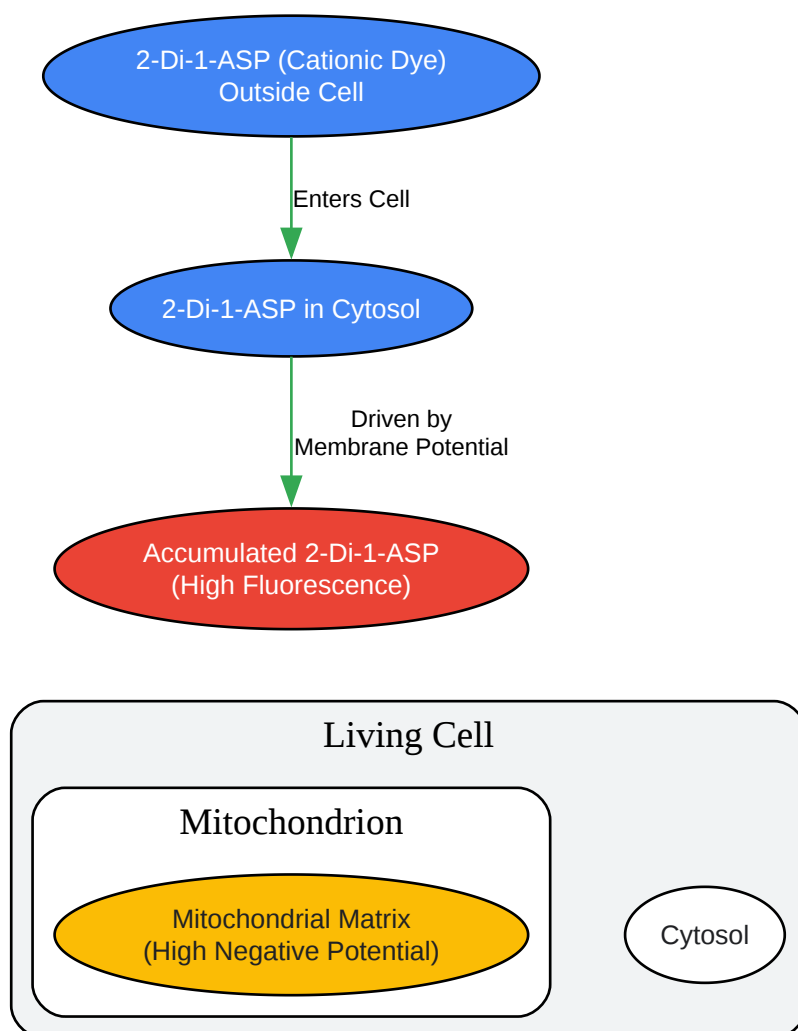 2-Di-1-ASP (Cationic Dye)
Outside Cell
Enters Cell
2-Di-1-ASP in Cytosol
Driven by
Membrane Potential
Accumulated 2-Di-1-ASP
(High Fluorescence)
Living Cell
Mitochondrion
Mitochondrial Matrix
(High Negative Potential)
Cytosol